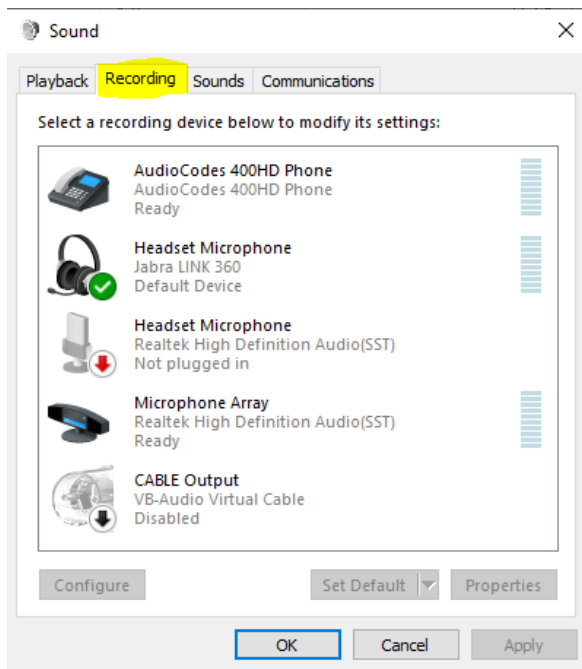 Sound
Playback Recording Sounds Communications
Select a recording device below to modify its settings:
AudioCodes 400HD Phone
AudioCodes 400HD Phone
Ready
Headset Microphone
Jabra LINK 360
Default Device
Headset Microphone
Realtek High Definition Audio(SST)
Not plugged in
Microphone Array
Realtek High Definition Audio(SST)
Ready
CABLE Output
VB-Audio Virtual Cable
Disabled
Configure Set Default Properties
OK Cancel Apply